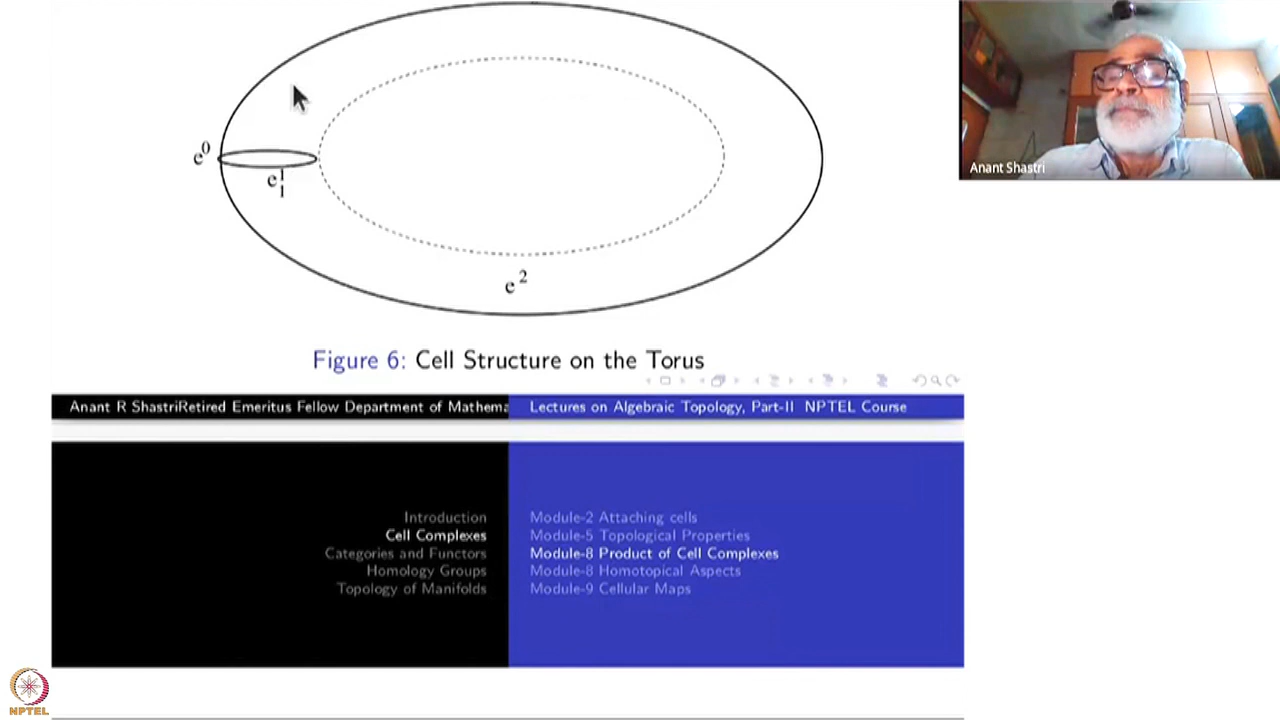 e⁰
e¹₁
e²
Anant Shastri
Figure 6: Cell Structure on the Torus
Anant R ShastriRetired Emeritus Fellow Department of Mathema
Lectures on Algebraic Topology, Part-II NPTEL Course
Introduction
Cell Complexes
Categories and Functors
Homology Groups
Topology of Manifolds
Module-2 Attaching cells
Module-5 Topological Properties
Module-8 Product of Cell Complexes
Module-8 Homotopical Aspects
Module-9 Cellular Maps
NPTEL